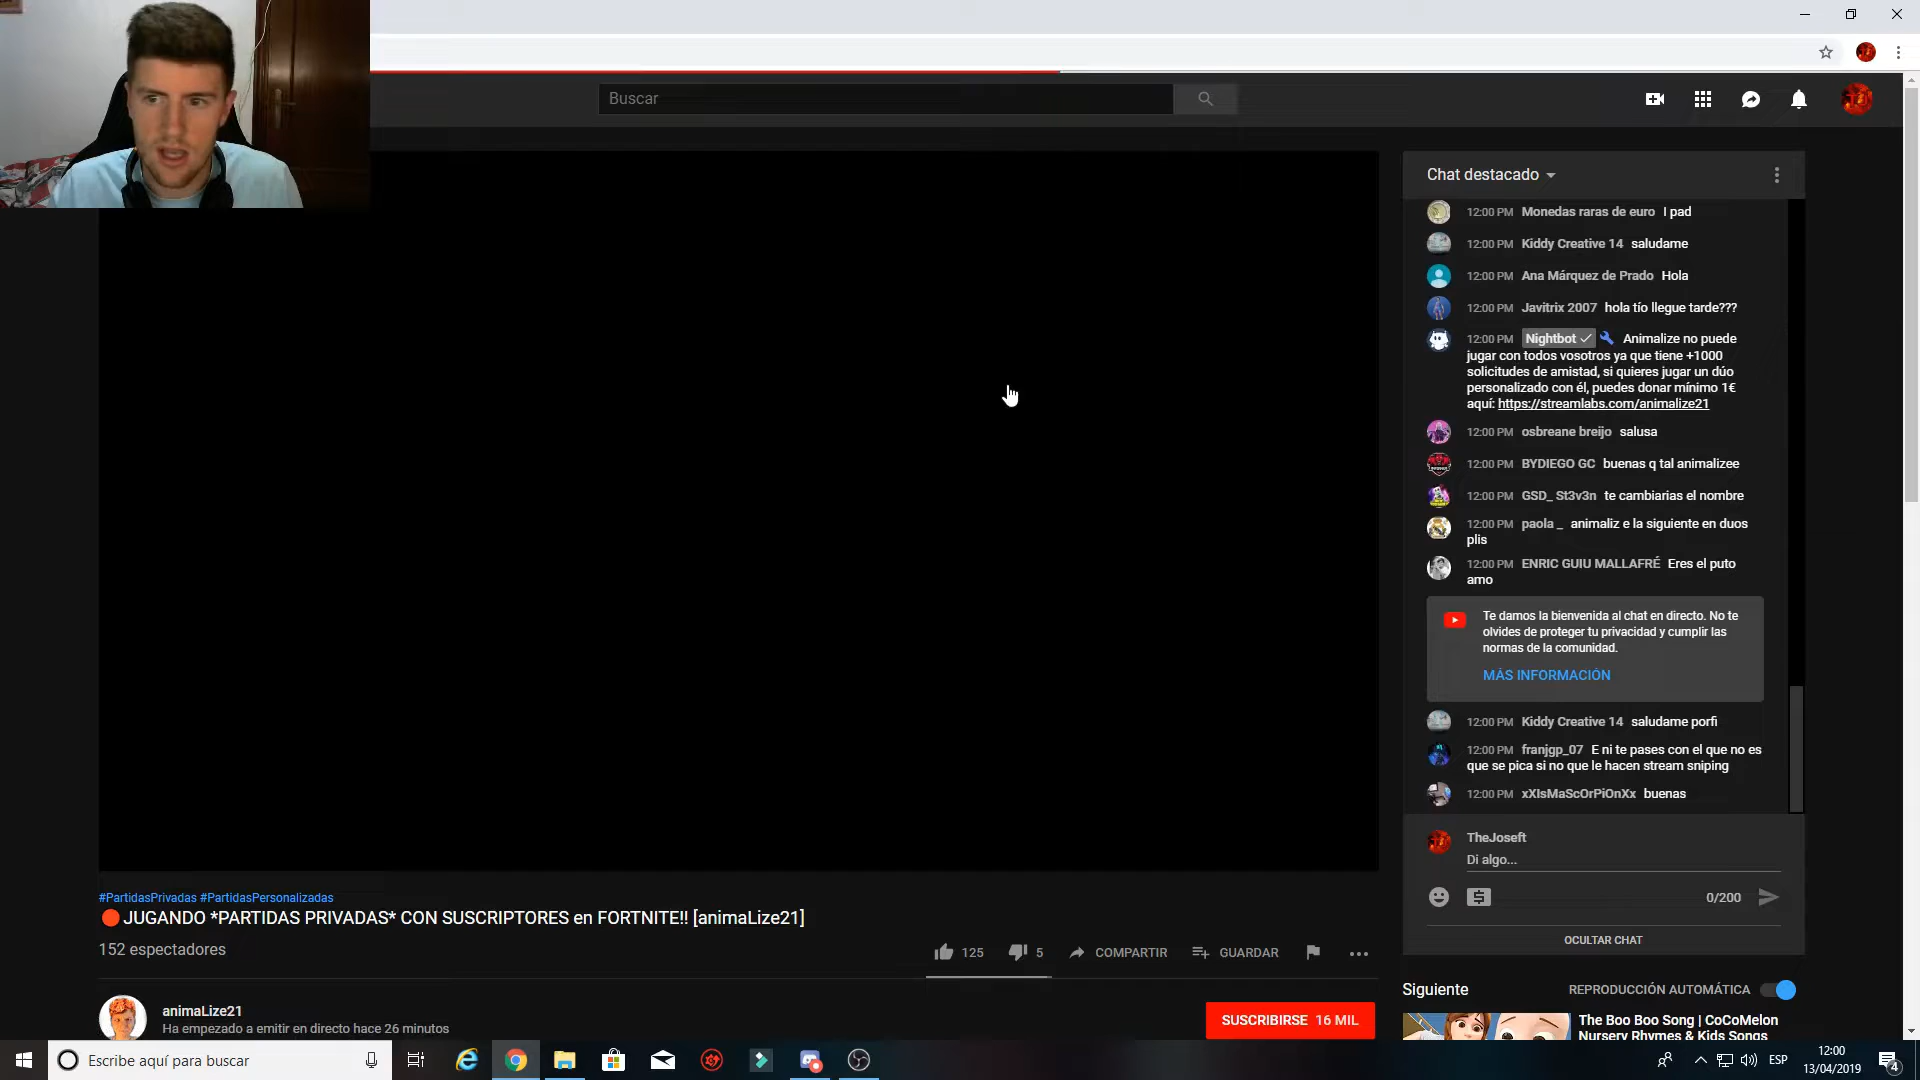 Buscar
Chat destacado
12:00 PM Monedas raras de euro I pad
12:00 PM Kiddy Creative 14 saludame
12:00 PM Ana Márquez de Prado Hola
12:00 PM Javitrix 2007 hola tío llegue tarde???
12:00 PM Nightbot Animalize no puede
jugar con todos vosotros ya que tiene +1000
solicitudes de amistad, si quieres jugar un dúo
personalizado con él, puedes donar mínimo 1€
aquí: https://streamlabs.com/animalize21
12:00 PM osbreane breijo salusa
12:00 PM BYDIEGO GC buenas q tal animalizee
12:00 PM GSD_ St3v3n te cambiarias el nombre
12:00 PM paola _ animaliz e la siguiente en duos
plis
12:00 PM ENRIC GUIU MALLAFRÉ Eres el puto
amo
Te damos la bienvenida al chat en directo. No te
olvides de proteger tu privacidad y cumplir las
normas de la comunidad.
MÁS INFORMACIÓN
12:00 PM Kiddy Creative 14 saludame porfi
12:00 PM franjgp_07 E ni te pases con el que no es
que se pica si no que le hacen stream sniping
12:00 PM xXIsMaScOrPiOnXx buenas
TheJoseft
Di algo...
0/200
OCULTAR CHAT
#PartidasPrivadas #PartidasPersonalizadas
JUGANDO *PARTIDAS PRIVADAS* CON SUSCRIPTORES en FORTNITE!! [animaLize21]
152 espectadores
125 5 COMPARTIR GUARDAR
animaLize21
Ha empezado a emitir en directo hace 26 minutos
SUSCRIBIRSE 16 MIL
Siguiente REPRODUCCIÓN AUTOMÁTICA
The Boo Boo Song | CoCoMelon
Nursery Rhymes & Kids Songs
Escribe aquí para buscar
ESP
12:00
13/04/2019
4